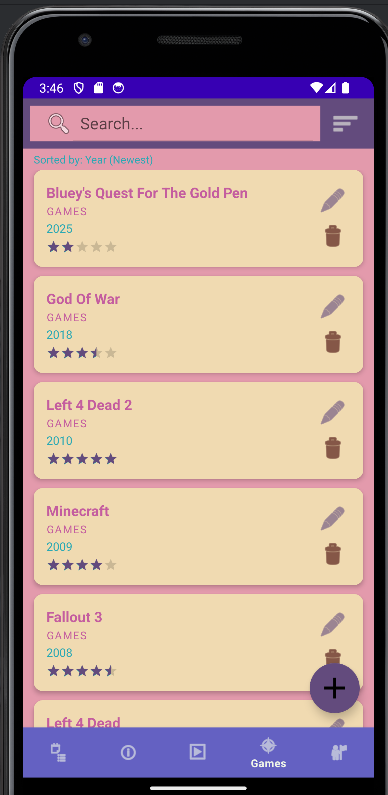 3:46
Search...
Sorted by: Year (Newest)
Bluey's Quest For The Gold Pen
GAMES
2025
God Of War
GAMES
2018
Left 4 Dead 2
GAMES
2010
Minecraft
GAMES
2009
Fallout 3
GAMES
2008
Left 4 Dead
Games